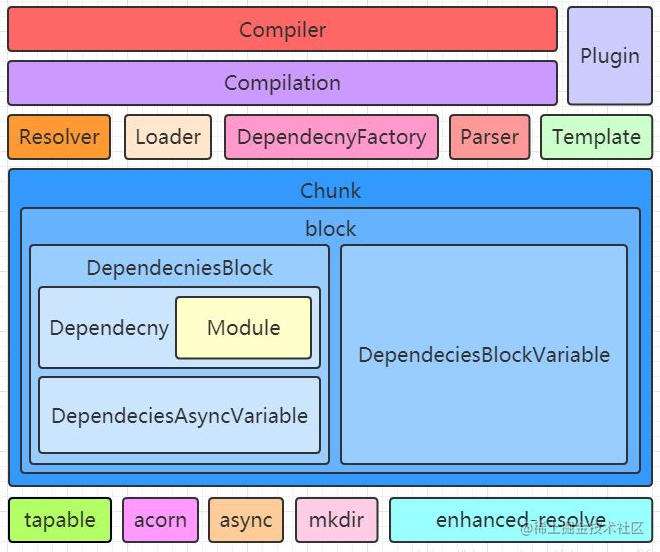 Compiler
Plugin
Compilation
Resolver
Loader
DependecnyFactory
Parser
Template
Chunk
block
DependecniesBlock
Dependecny
Module
DependeciesBlockVariable
DependeciesAsyncVariable
tapable
acorn
async
mkdir
enhanced-resolve
@稀土掘金技术社区